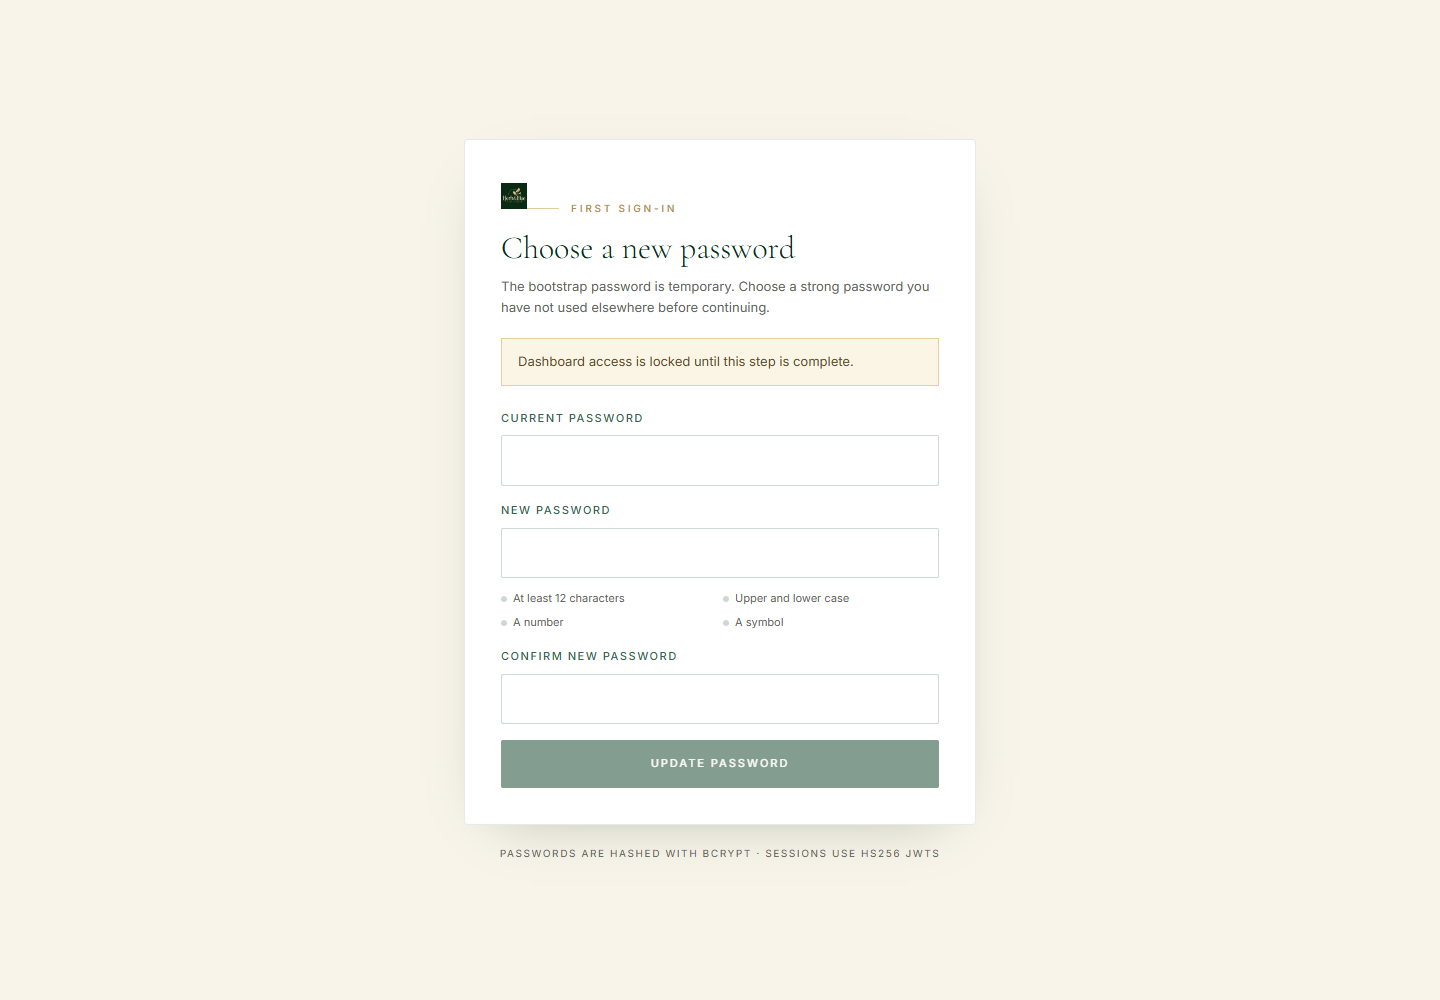 FIRST SIGN-IN
Choose a new password
The bootstrap password is temporary. Choose a strong password you
have not used elsewhere before continuing.
Dashboard access is locked until this step is complete.
CURRENT PASSWORD
NEW PASSWORD
At least 12 characters
Upper and lower case
A number
A symbol
CONFIRM NEW PASSWORD
UPDATE PASSWORD
PASSWORDS ARE HASHED WITH BCRYPT · SESSIONS USE HS256 JWTS